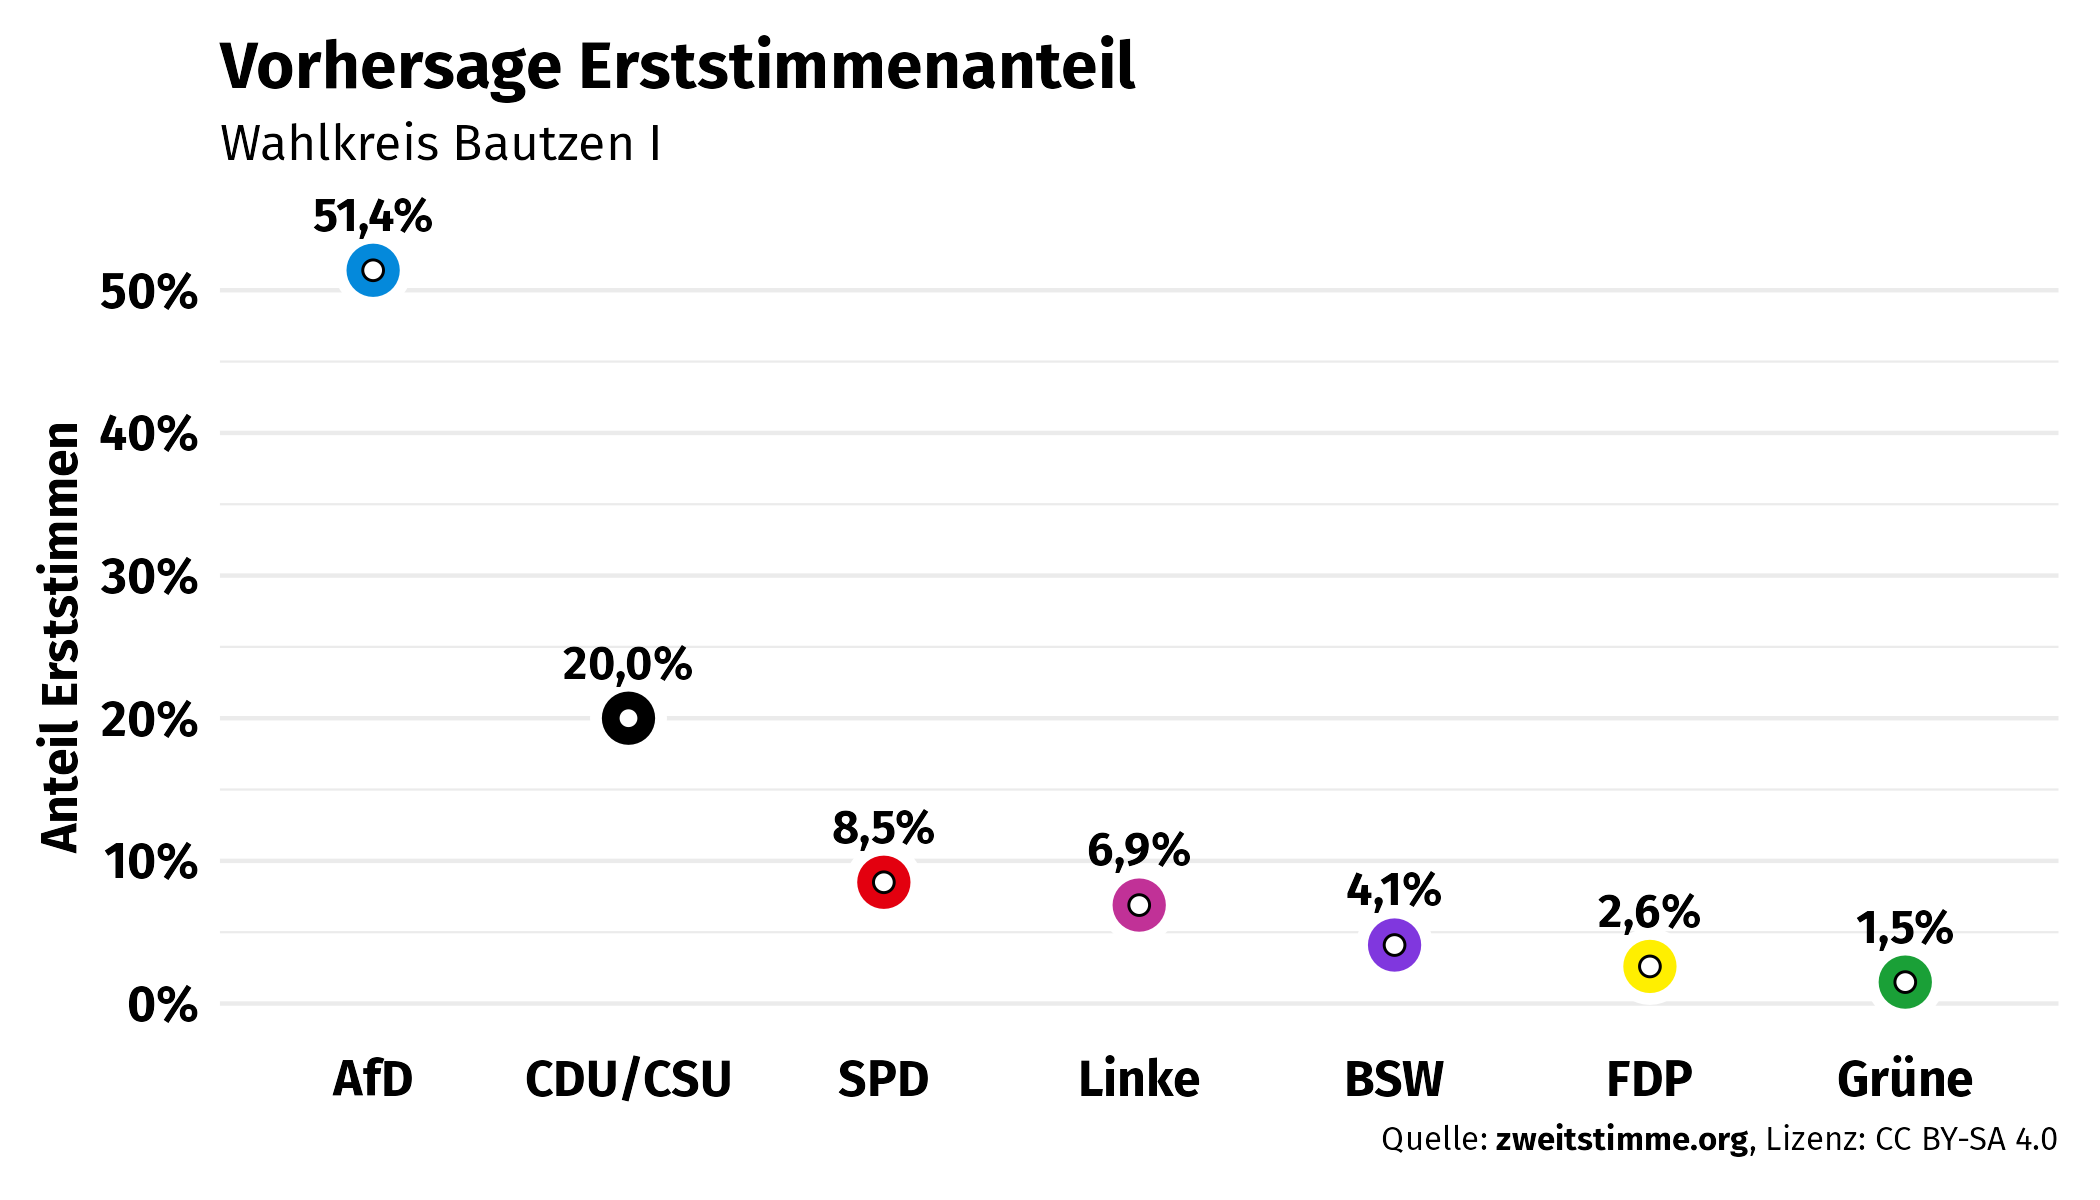 Vorhersage Erststimmenanteil
Wahlkreis Bautzen I
Anteil Erststimmen
50%
40%
30%
20%
10%
0%
51,4%
20,0%
8,5%
6,9%
4,1%
2,6%
1,5%
AfD CDU/CSU SPD Linke BSW FDP Grüne
Quelle: zweitstimme.org, Lizenz: CC BY-SA 4.0